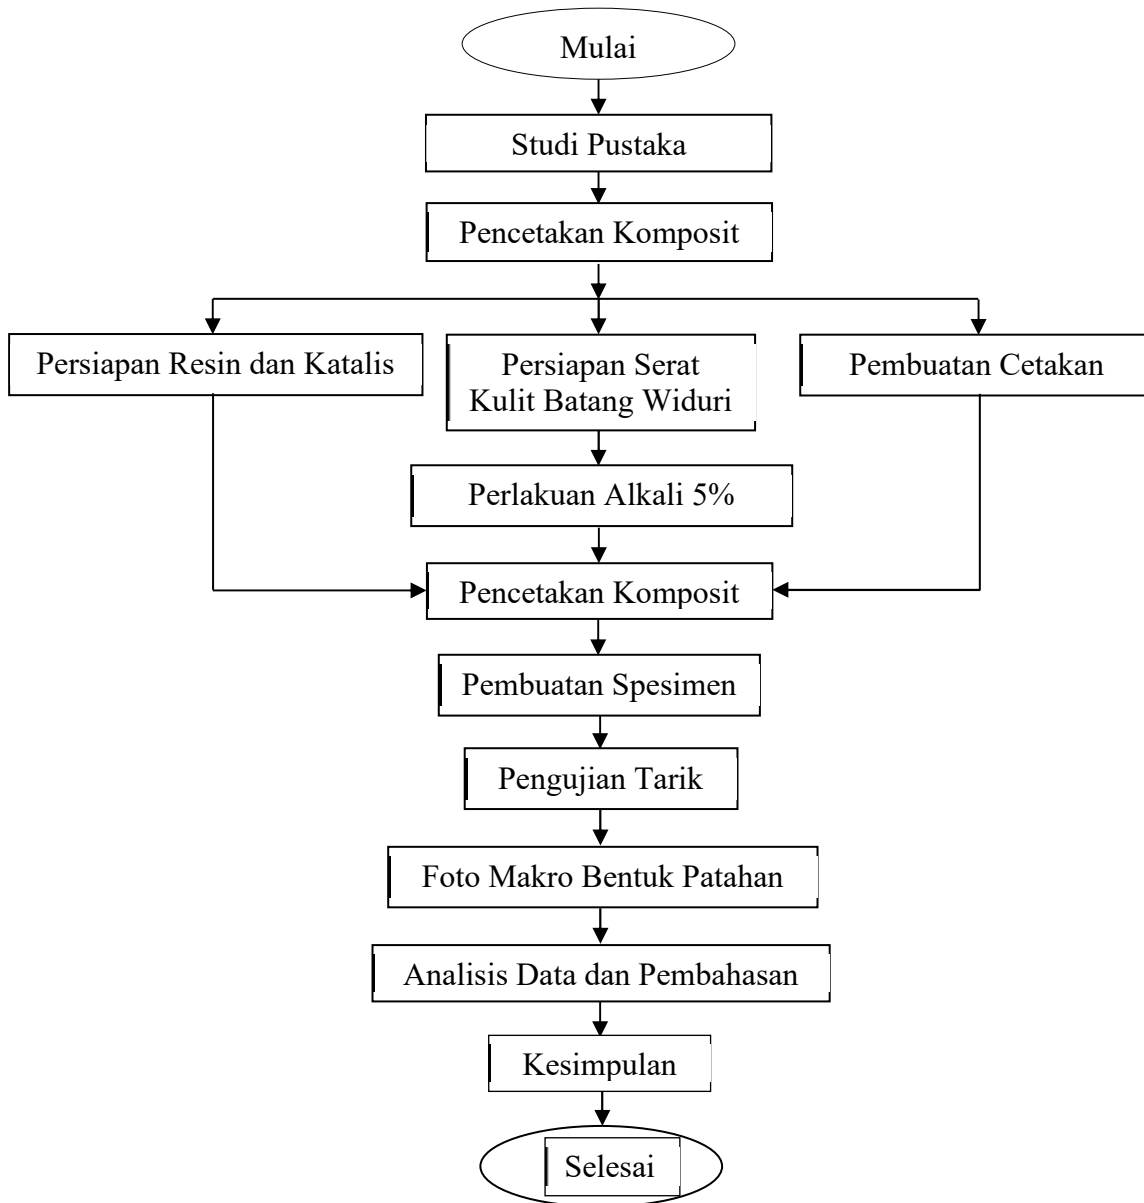 Mulai
Studi Pustaka
Pencetakan Komposit
Persiapan Resin dan Katalis
Persiapan Serat
Kulit Batang Widuri
Pembuatan Cetakan
Perlakuan Alkali 5%
Pencetakan Komposit
Pembuatan Spesimen
Pengujian Tarik
Foto Makro Bentuk Patahan
Analisis Data dan Pembahasan
Kesimpulan
Selesai